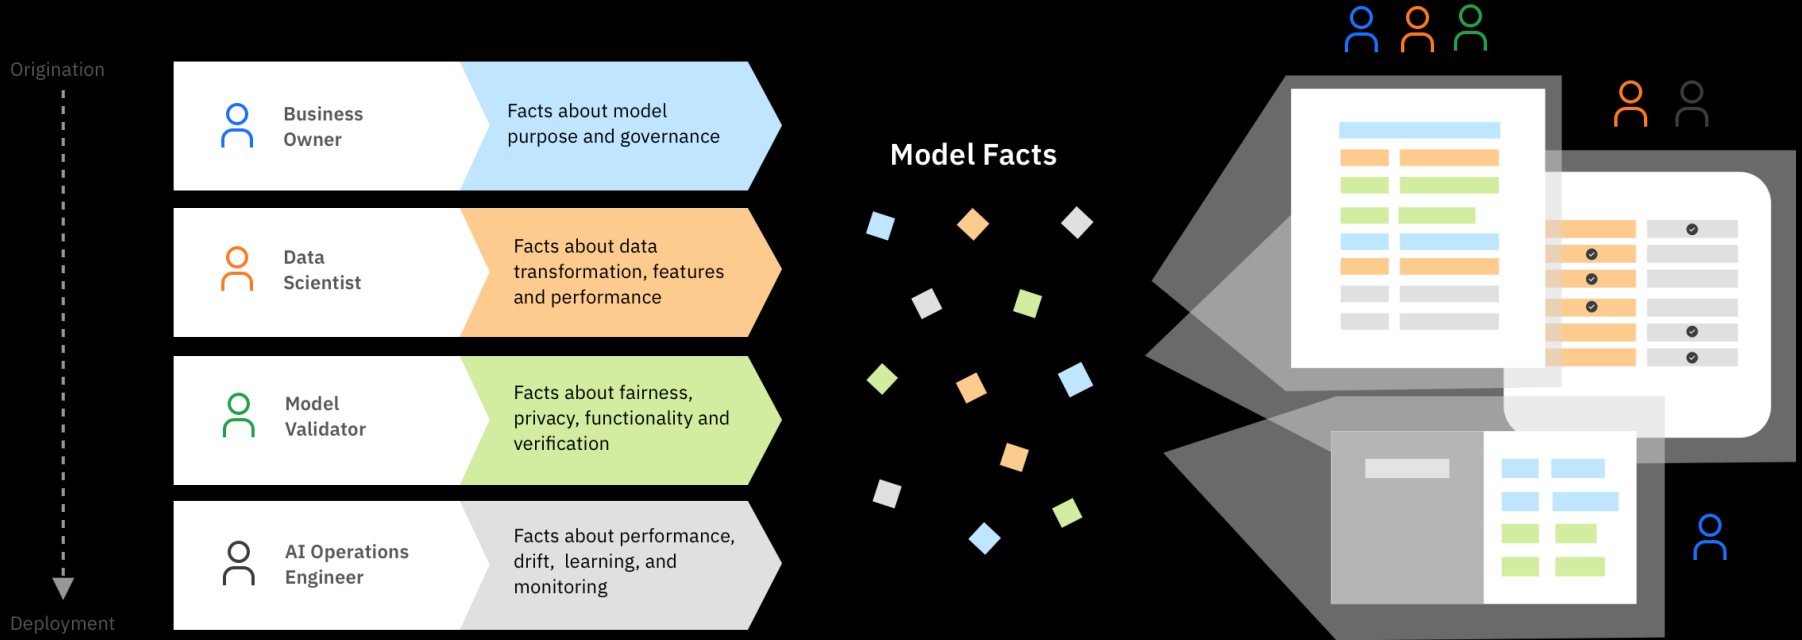 Origination
Business
Owner
Facts about model
purpose and governance
Data
Scientist
Facts about data
transformation, features
and performance
Model
Validator
Facts about fairness,
privacy, functionality and
verification
AI Operations
Engineer
Facts about performance,
drift,  learning, and
monitoring
Deployment
Model Facts